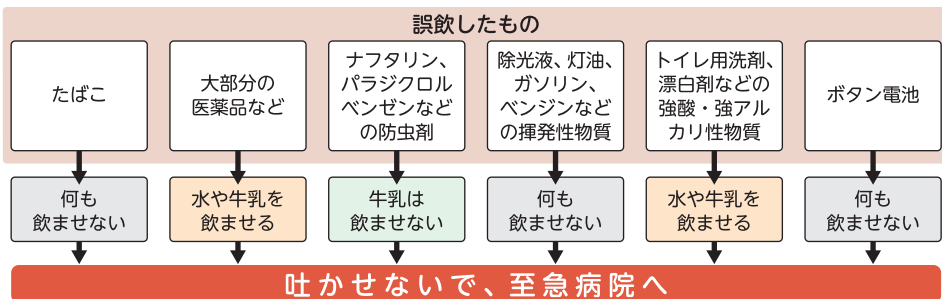 誤飲したもの
たばこ
大部分の
医薬品など
ナフタリン、
パラジクロル
ベンゼンなど
の防虫剤
除光液、灯油、
ガソリン、
ベンジンなど
の揮発性物質
トイレ用洗剤、
漂白剤などの
強酸・強アル
カリ性物質
ボタン電池
何も
飲ませない
水や牛乳を
飲ませる
牛乳は
飲ませない
何も
飲ませない
水や牛乳を
飲ませる
何も
飲ませない
吐かせないで、至急病院へ